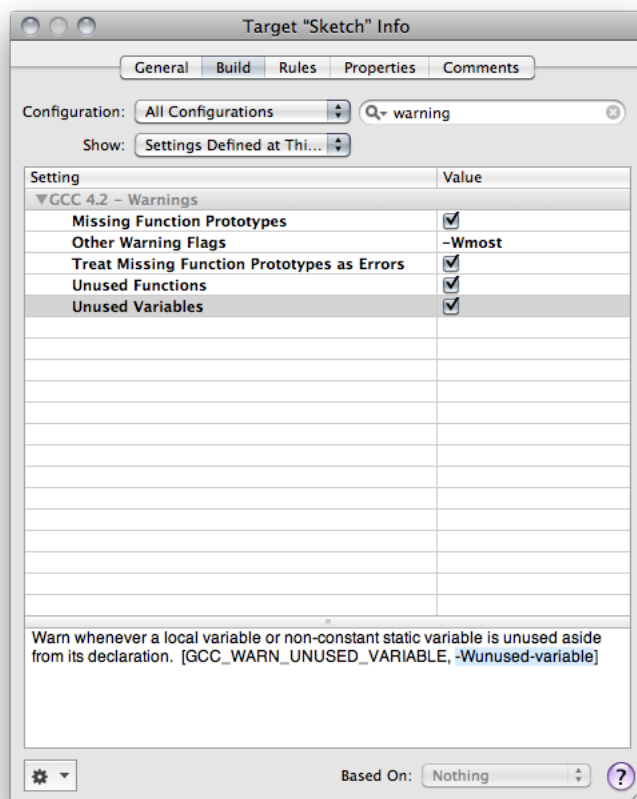 Target “Sketch” Info
General Build Rules Properties Comments
Configuration: All Configurations warning
Show: Settings Defined at Thi...
Setting Value
GCC 4.2 – Warnings
Missing Function Prototypes
Other Warning Flags -Wmost
Treat Missing Function Prototypes as Errors
Unused Functions
Unused Variables
Warn whenever a local variable or non-constant static variable is unused aside
from its declaration. [GCC_WARN_UNUSED_VARIABLE, -Wunused-variable]
Based On: Nothing ?